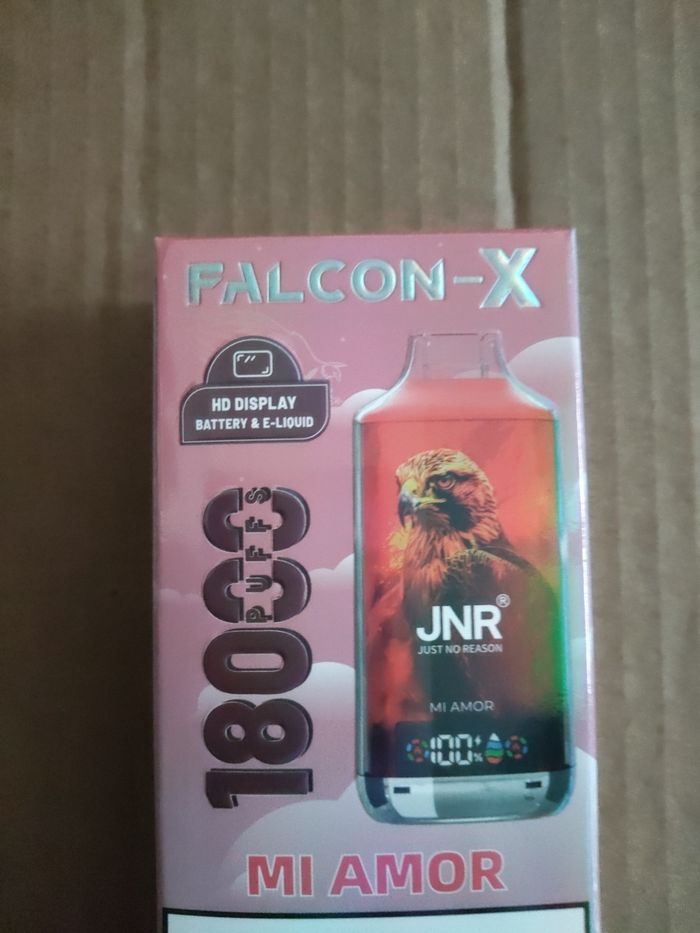 FALCON-X
HD DISPLAY
BATTERY & E-LIQUID
18000
PUFFS
JNR®
JUST NO REASON
MI AMOR
100%
MI AMOR